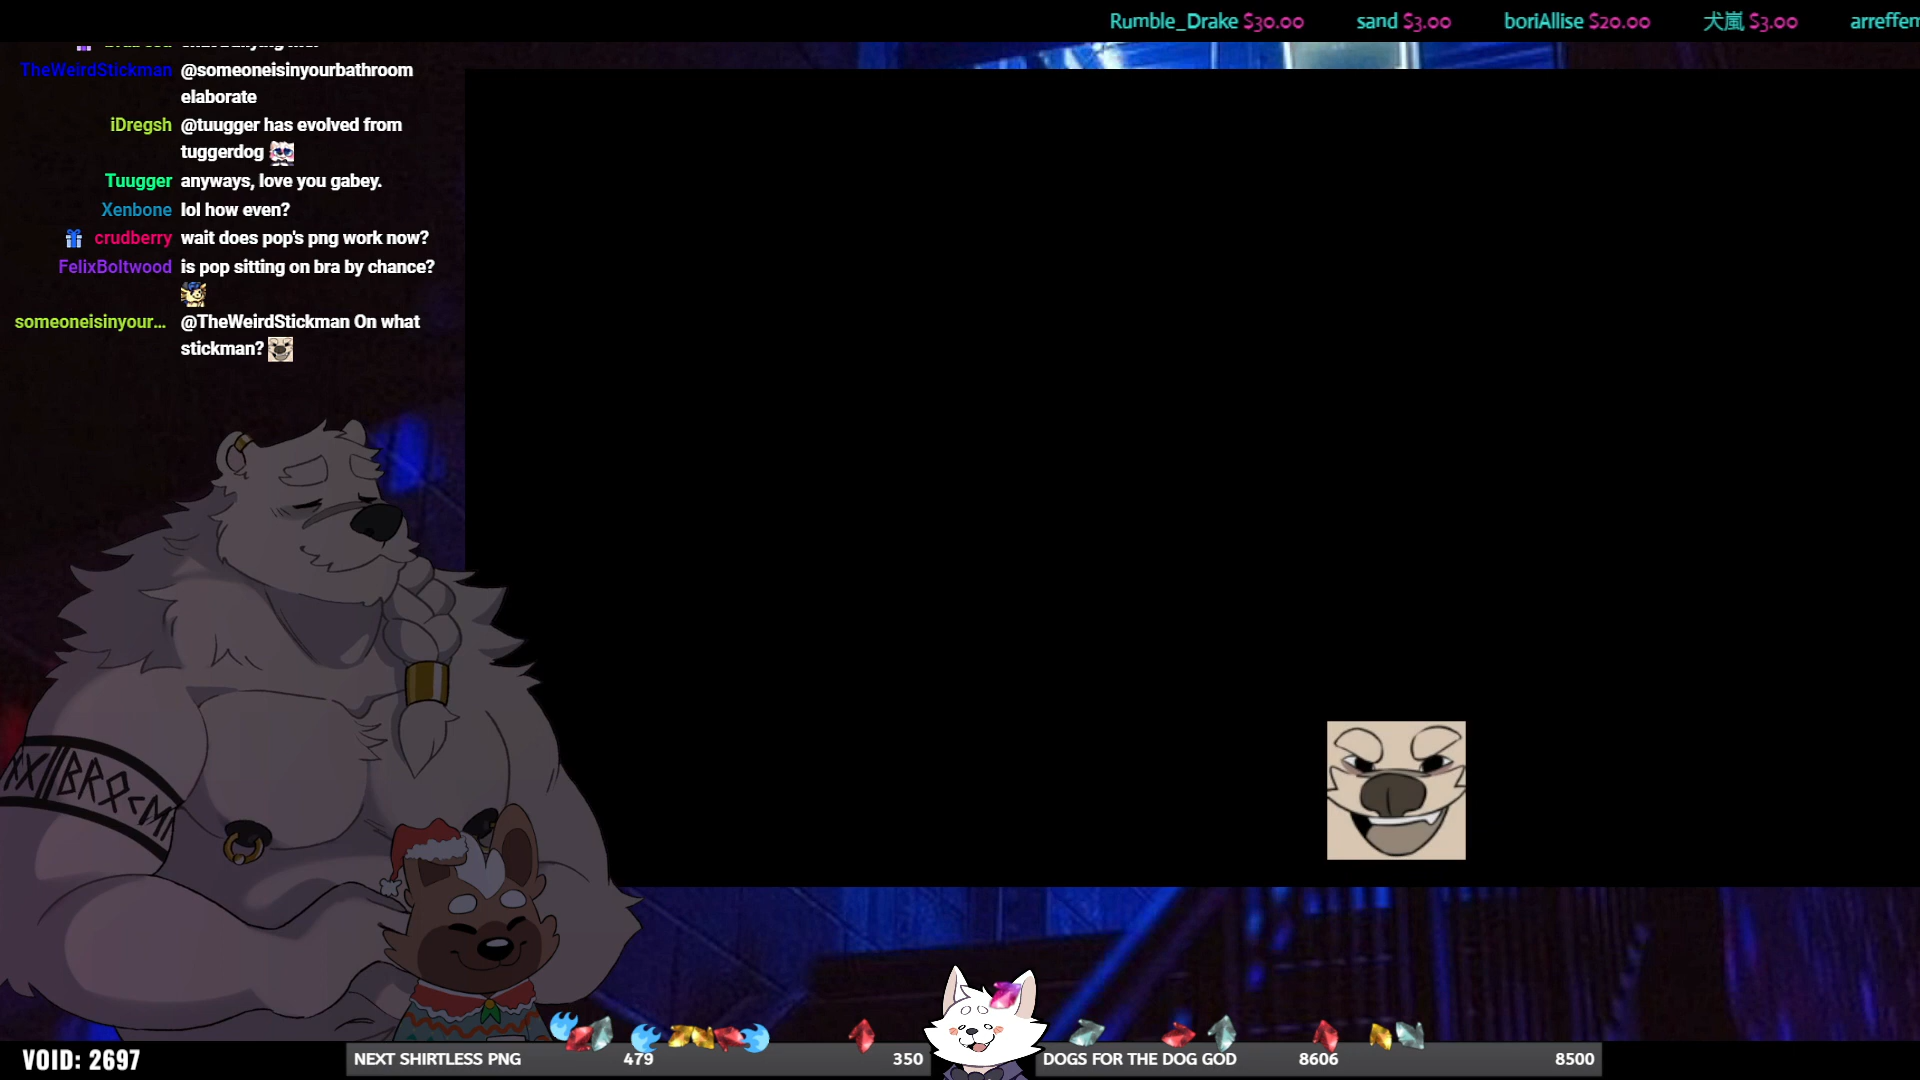 Rumble_Drake $30.00 sand $3.00 boriAllise $20.00 犬嵐 $3.00 arreffem
TheWeirdStickman @someoneisinyourbathroom
elaborate
iDregsh @tuugger has evolved from
tuggerdog
Tuugger anyways, love you gabey.
Xenbone lol how even?
crudberry wait does pop's png work now?
FelixBoltwood is pop sitting on bra by chance?
someoneisinyour... @TheWeirdStickman On what
stickman?
VOID: 2697
NEXT SHIRTLESS PNG 479 350
DOGS FOR THE DOG GOD 8606 8500